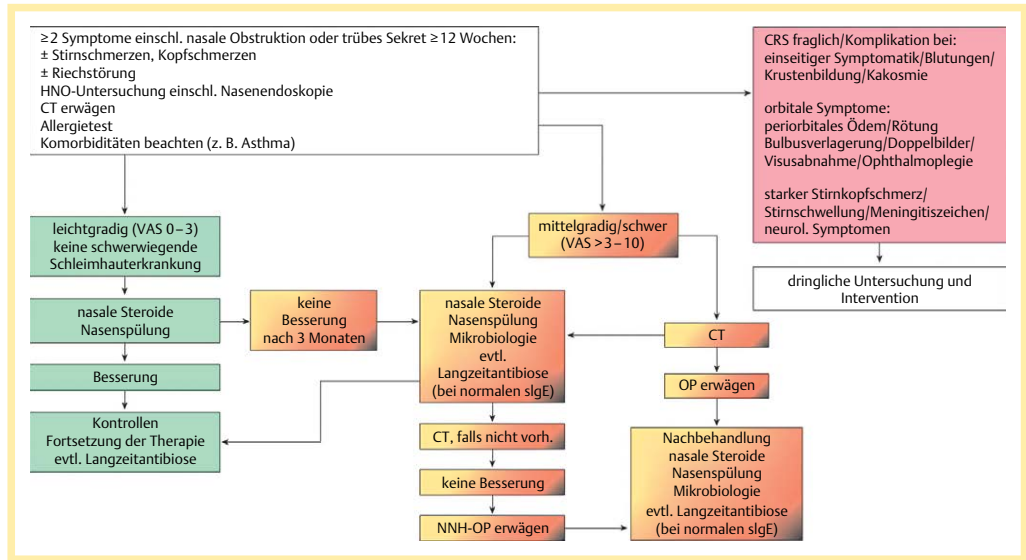 ≥2 Symptome einschl. nasale Obstruktion oder trübes Sekret ≥12 Wochen:
± Stirnschmerzen, Kopfschmerzen
± Riechstörung
HNO-Untersuchung einschl. Nasenendoskopie
CT erwägen
Allergietest
Komorbiditäten beachten (z. B. Asthma)
CRS fraglich/Komplikation bei:
einseitiger Symptomatik/Blutungen/
Krustenbildung/Kakosmie
orbitale Symptome:
periorbitales Ödem/Rötung
Bulbusverlagerung/Doppelbilder/
Visusabnahme/Ophthalmoplegie
starker Stirnkopfschmerz/
Stirnschwellung/Meningitiszeichen/
neurol. Symptomen
dringliche Untersuchung und
Intervention
leichtgradig (VAS 0–3)
keine schwerwiegende
Schleimhauterkrankung
nasale Steroide
Nasenspülung
Besserung
Kontrollen
Fortsetzung der Therapie
evtl. Langzeitantibiose
keine
Besserung
nach 3 Monaten
mittelgradig/schwer
(VAS >3–10)
nasale Steroide
Nasenspülung
Mikrobiologie
evtl.
Langzeitantibiose
(bei normalen sIgE)
CT, falls nicht vorh.
keine Besserung
NNH-OP erwägen
CT
OP erwägen
Nachbehandlung
nasale Steroide
Nasenspülung
Mikrobiologie
evtl. Langzeitantibiose
(bei normalen sIgE)